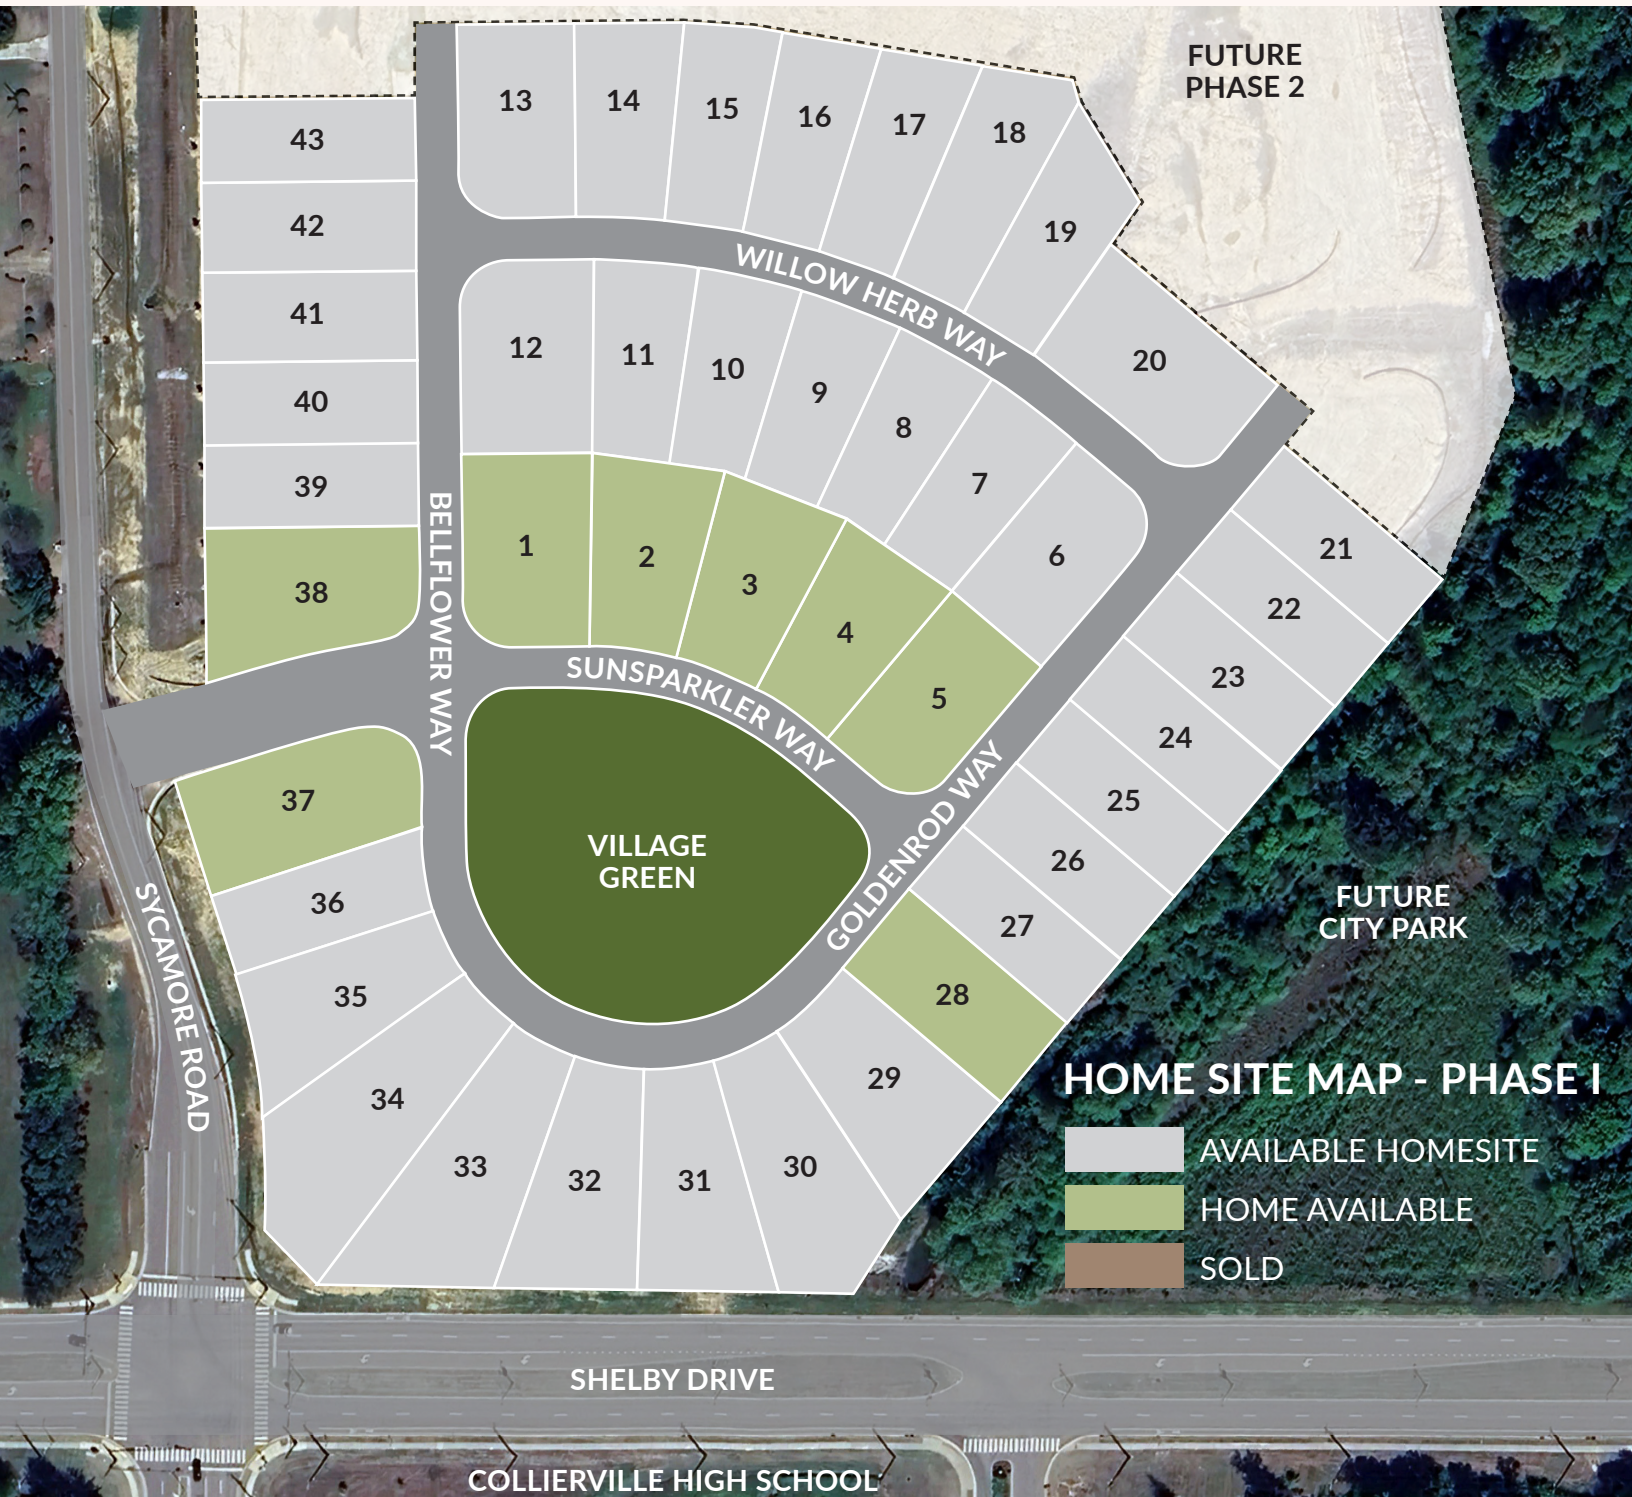 FUTURE
PHASE 2
13
14
15
16
17
18
19
20
43
42
41
40
39
38
WILLOW HERB WAY
12
11
10
9
8
7
6
BELLFLOWER WAY
1
2
3
4
5
SUNSPARKLER WAY
21
22
23
24
25
26
27
28
GOLDENROD WAY
VILLAGE
GREEN
37
36
35
34
33
32
31
30
29
SYCAMORE ROAD
FUTURE
CITY PARK
HOME SITE MAP - PHASE I
AVAILABLE HOMESITE
HOME AVAILABLE
SOLD
SHELBY DRIVE
COLLIERVILLE HIGH SCHOOL